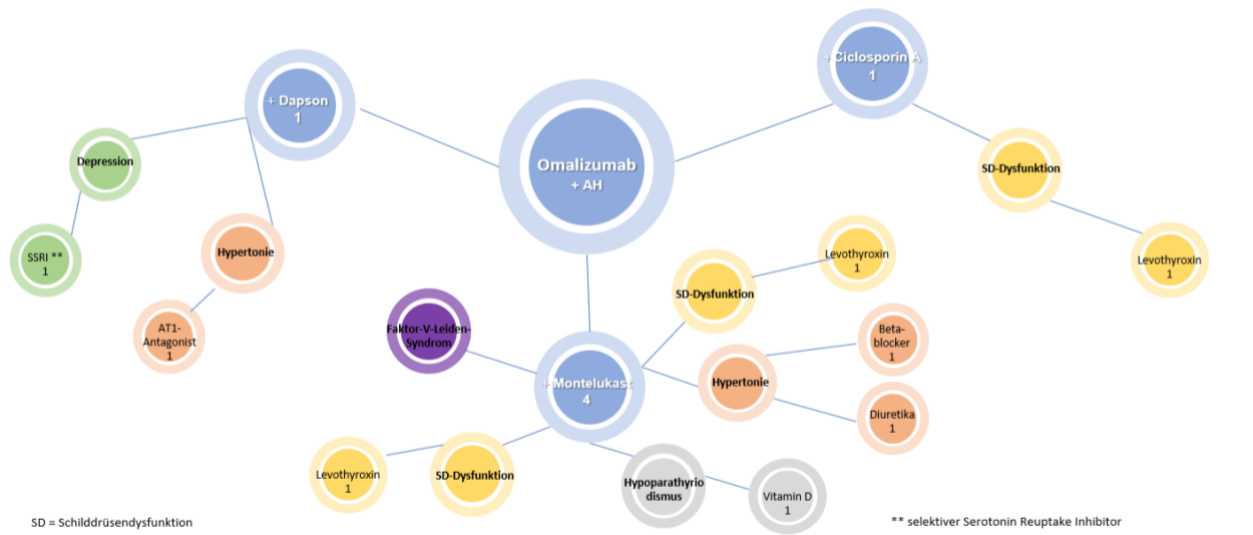 + Ciclosporin A
1
+ Dapson
1
Omalizumab
+ AH
Depression
SD-Dysfunktion
SSRI **
1
Hypertonie
Levothyroxin
1
Levothyroxin
1
SD-Dysfunktion
AT1-
Antagonist
1
Faktor-V-Leiden-
Syndrom
Beta-
blocker
1
+ Montelukast
4
Hypertonie
Diuretika
1
Levothyroxin
1
SD-Dysfunktion
Hypoparathyrio
dismus
Vitamin D
1
SD = Schilddrüsendysfunktion
** selektiver Serotonin Reuptake Inhibitor